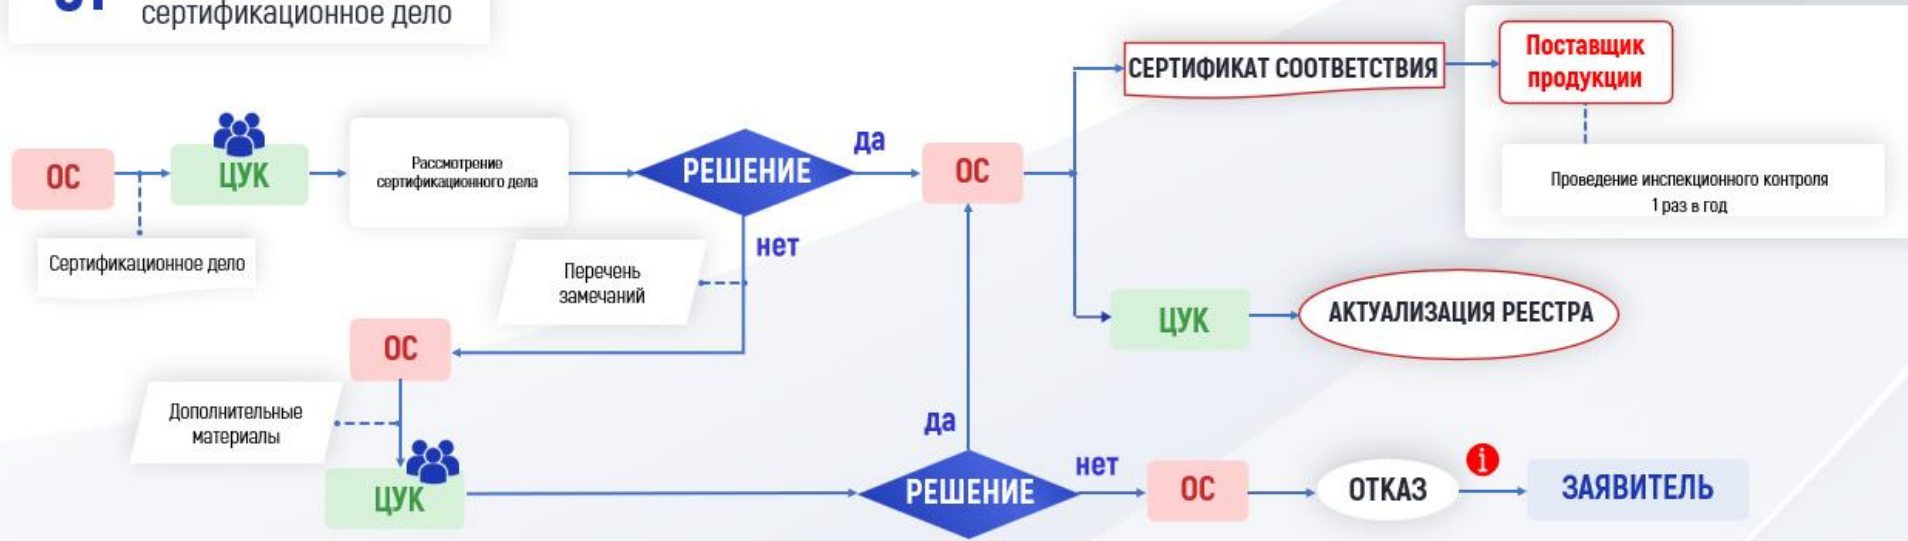 сертификационное дело
ОС
ЦУК
Рассмотрение
сертификационного дела
РЕШЕНИЕ
да
ОС
СЕРТИФИКАТ СООТВЕТСТВИЯ
Поставщик
продукции
Проведение инспекционного контроля
1 раз в год
Сертификационное дело
нет
Перечень
замечаний
ЦУК
АКТУАЛИЗАЦИЯ РЕЕСТРА
ОС
Дополнительные
материалы
ЦУК
да
РЕШЕНИЕ
нет
ОС
ОТКАЗ
i
ЗАЯВИТЕЛЬ